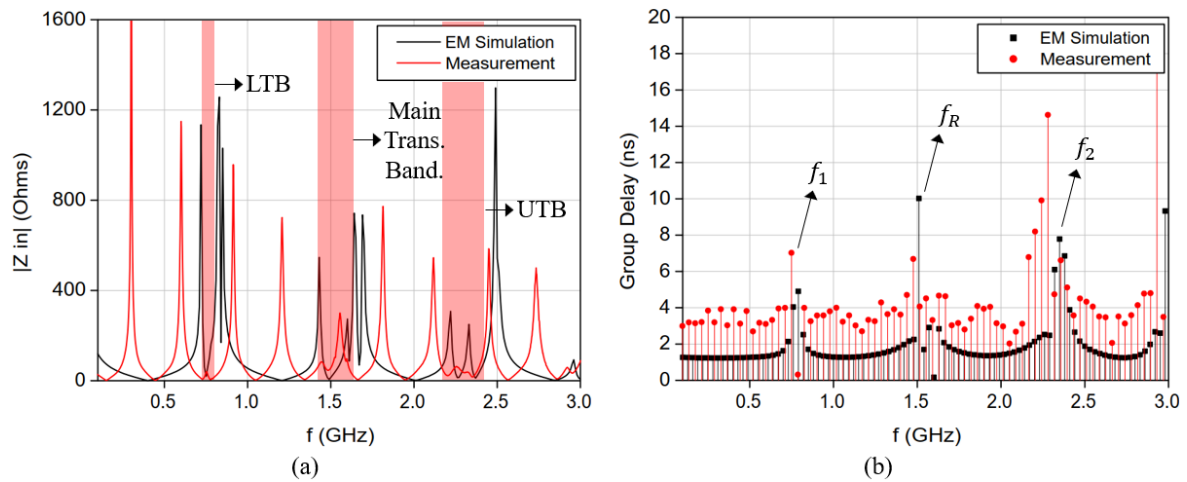 1600
1200
800
400
0
|Z in| (Ohms)
EM Simulation
Measurement
LTB
Main
Trans.
Band.
UTB
0.5
1.0
1.5
2.0
2.5
3.0
f (GHz)
(a)
20
18
16
14
12
10
8
6
4
2
0
Group Delay (ns)
EM Simulation
Measurement
f1
fR
f2
0.5
1.0
1.5
2.0
2.5
3.0
f (GHz)
(b)